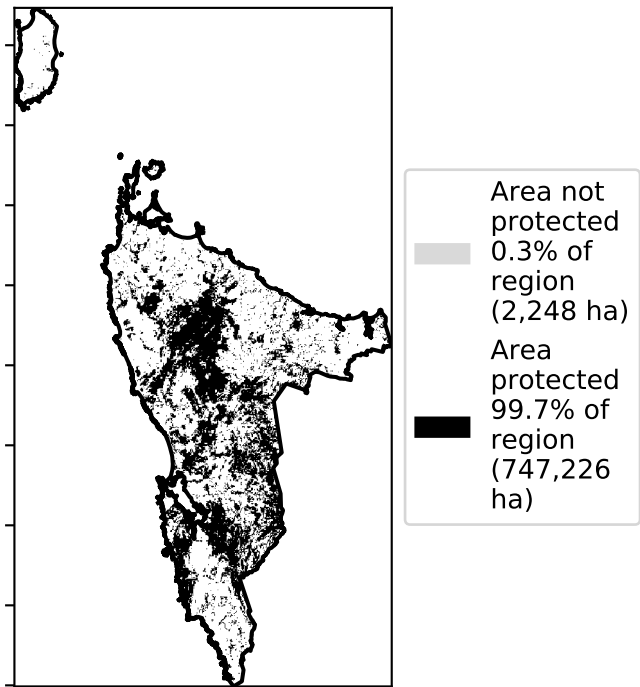 Area not
protected
0.3% of
region
(2,248 ha)
Area
protected
99.7% of
region
(747,226
ha)